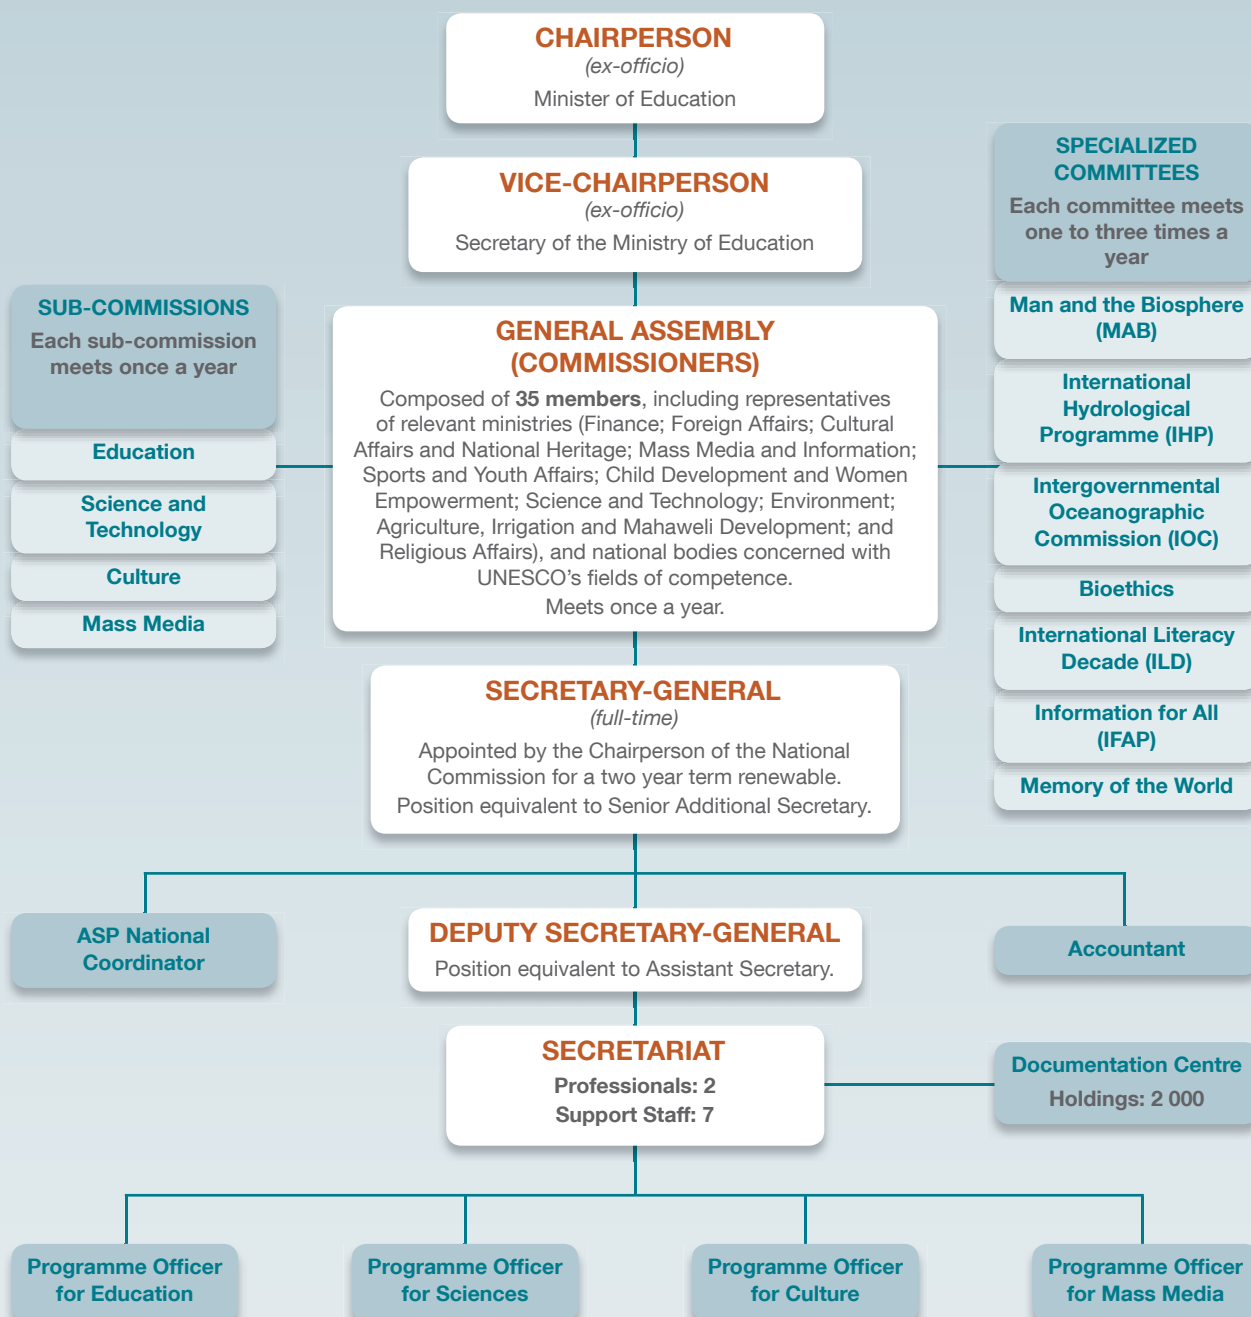 CHAIRPERSON
(ex-officio)
Minister of Education
VICE-CHAIRPERSON
(ex-officio)
Secretary of the Ministry of Education
SPECIALIZED
COMMITTEES
Each committee meets
one to three times a
year
Man and the Biosphere
(MAB)
International
Hydrological
Programme (IHP)
Intergovernmental
Oceanographic
Commission (IOC)
Bioethics
International Literacy
Decade (ILD)
Information for All
(IFAP)
Memory of the World
SUB-COMMISSIONS
Each sub-commission
meets once a year
Education
Science and
Technology
Culture
Mass Media
GENERAL ASSEMBLY
(COMMISSIONERS)
Composed of 35 members, including representatives
of relevant ministries (Finance; Foreign Affairs; Cultural
Affairs and National Heritage; Mass Media and Information;
Sports and Youth Affairs; Child Development and Women
Empowerment; Science and Technology; Environment;
Agriculture, Irrigation and Mahaweli Development; and
Religious Affairs), and national bodies concerned with
UNESCO’s fields of competence.
Meets once a year.
SECRETARY-GENERAL
(full-time)
Appointed by the Chairperson of the National
Commission for a two year term renewable.
Position equivalent to Senior Additional Secretary.
ASP National
Coordinator
DEPUTY SECRETARY-GENERAL
Position equivalent to Assistant Secretary.
Accountant
SECRETARIAT
Professionals: 2
Support Staff: 7
Documentation Centre
Holdings: 2 000
Programme Officer
for Education
Programme Officer
for Sciences
Programme Officer
for Culture
Programme Officer
for Mass Media